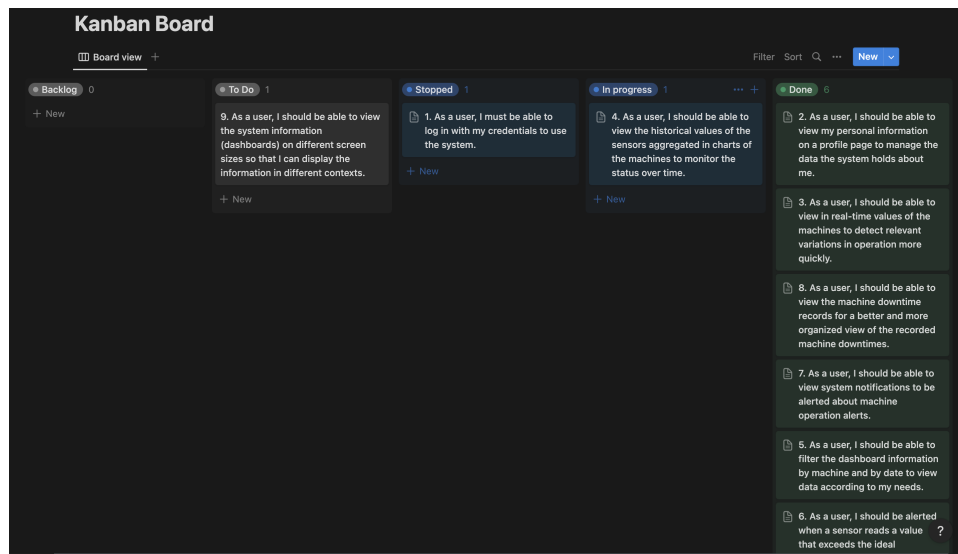 Kanban Board
Board view +
Filter Sort ... New
Backlog 0
+ New
To Do 1
9. As a user, I should be able to view
the system information
(dashboards) on different screen
sizes so that I can display the
information in different contexts.
+ New
Stopped 1
1. As a user, I must be able to
log in with my credentials to use
the system.
+ New
In progress 1 ... +
4. As a user, I should be able to
view the historical values of the
sensors aggregated in charts of
the machines to monitor the
status over time.
+ New
Done 6
2. As a user, I should be able to
view my personal information
on a profile page to manage the
data the system holds about
me.
3. As a user, I should be able to
view in real-time values of the
machines to detect relevant
variations in operation more
quickly.
8. As a user, I should be able to
view the machine downtime
records for a better and more
organized view of the recorded
machine downtimes.
7. As a user, I should be able to
view system notifications to be
alerted about machine
operation alerts.
5. As a user, I should be able to
filter the dashboard information
by machine and by date to view
data according to my needs.
6. As a user, I should be alerted
when a sensor reads a value
that exceeds the ideal
?